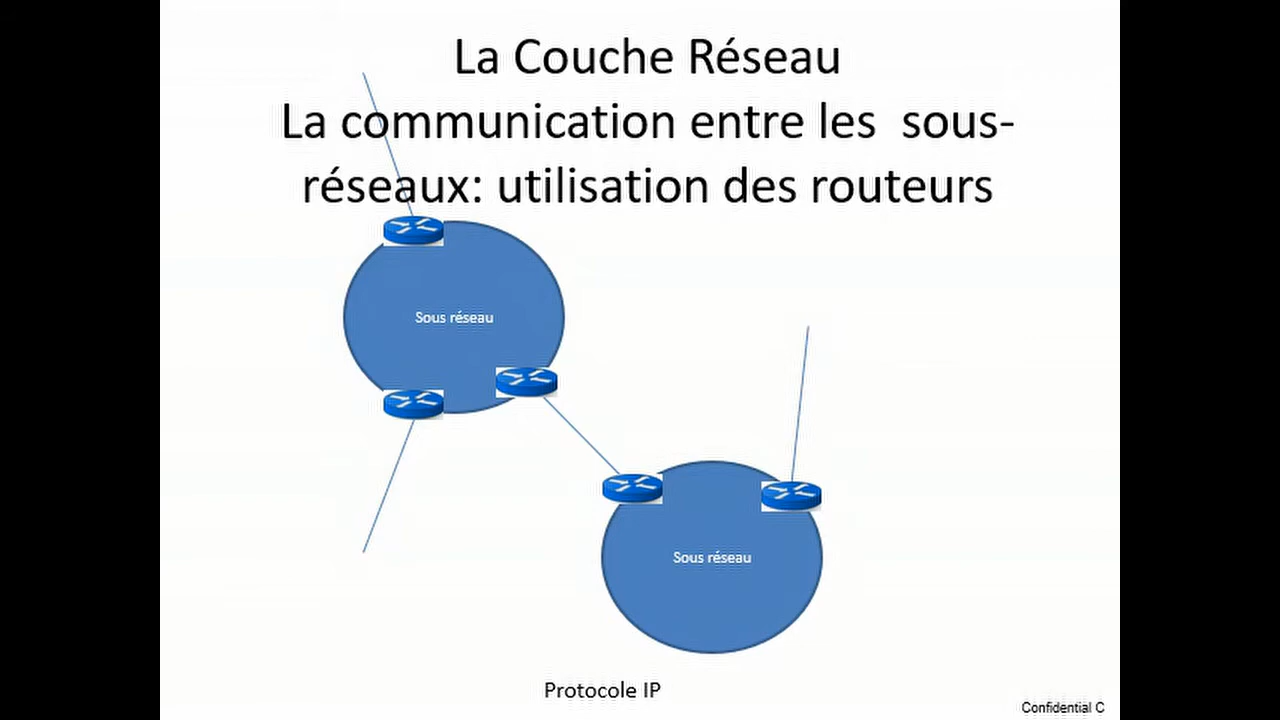 La Couche Réseau
La communication entre les sous-
réseaux: utilisation des routeurs
Sous réseau
Sous réseau
Protocole IP
Confidential C